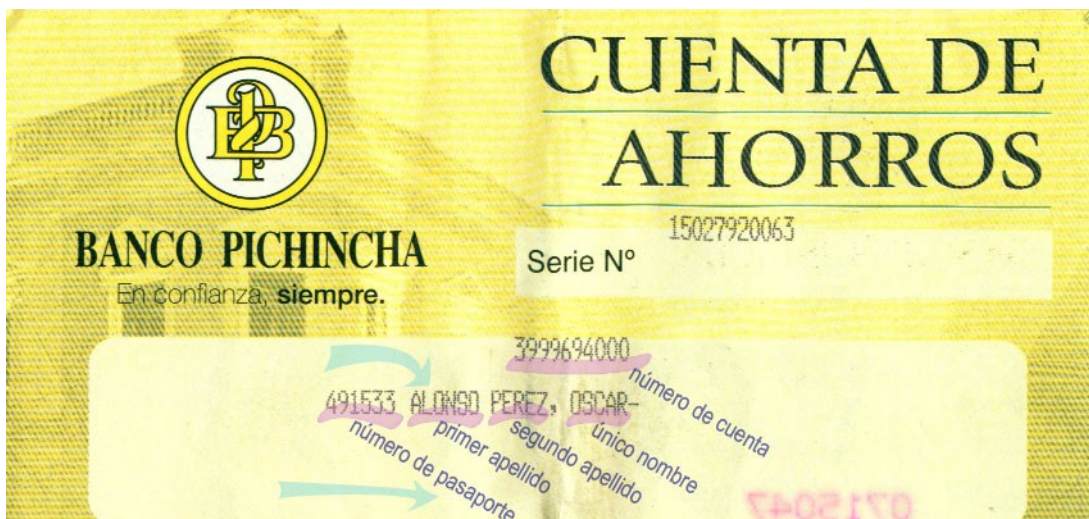 CUENTA DE
AHORROS
BANCO PICHINCHA
En confianza, siempre.
15027920063
Serie Nº
3999694000
número de cuenta
491533 ALONSO PEREZ, OSCAR-
número de pasaporte
primer apellido
segundo apellido
único nombre
0715047